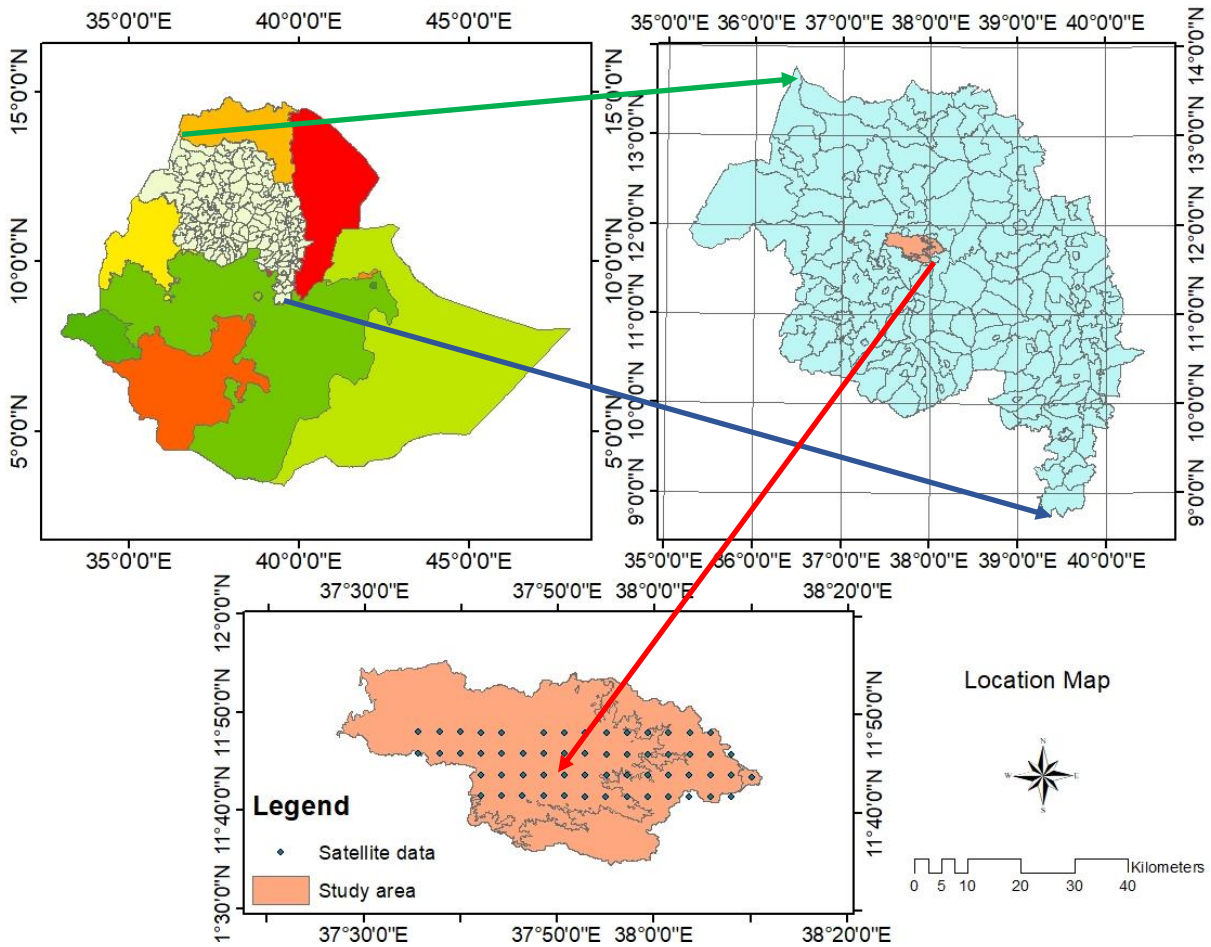 35°0'0"E 40°0'0"E 45°0'0"E
15°0'0"N
10°0'0"N
5°0'0"N
15°0'0"N
10°0'0"N
5°0'0"N
35°0'0"E 40°0'0"E 45°0'0"E
35°0'0"E 36°0'0"E 37°0'0"E 38°0'0"E 39°0'0"E 40°0'0"E
13°0'0"N
12°0'0"N
11°0'0"N
10°0'0"N
9°0'0"N
14°0'0"N
13°0'0"N
12°0'0"N
11°0'0"N
10°0'0"N
9°0'0"N
35°0'0"E 36°0'0"E 37°0'0"E 38°0'0"E 39°0'0"E 40°0'0"E
37°30'0"E 37°50'0"E 38°0'0"E 38°20'0"E
12°0'0"N
11°50'0"N
11°40'0"N
11°30'0"N
11°50'0"N
11°40'0"N
Legend
Satellite data
Study area
37°30'0"E 37°50'0"E 38°0'0"E 38°20'0"E
Location Map
N
W E
S
Kilometers
0 5 10 20 30 40